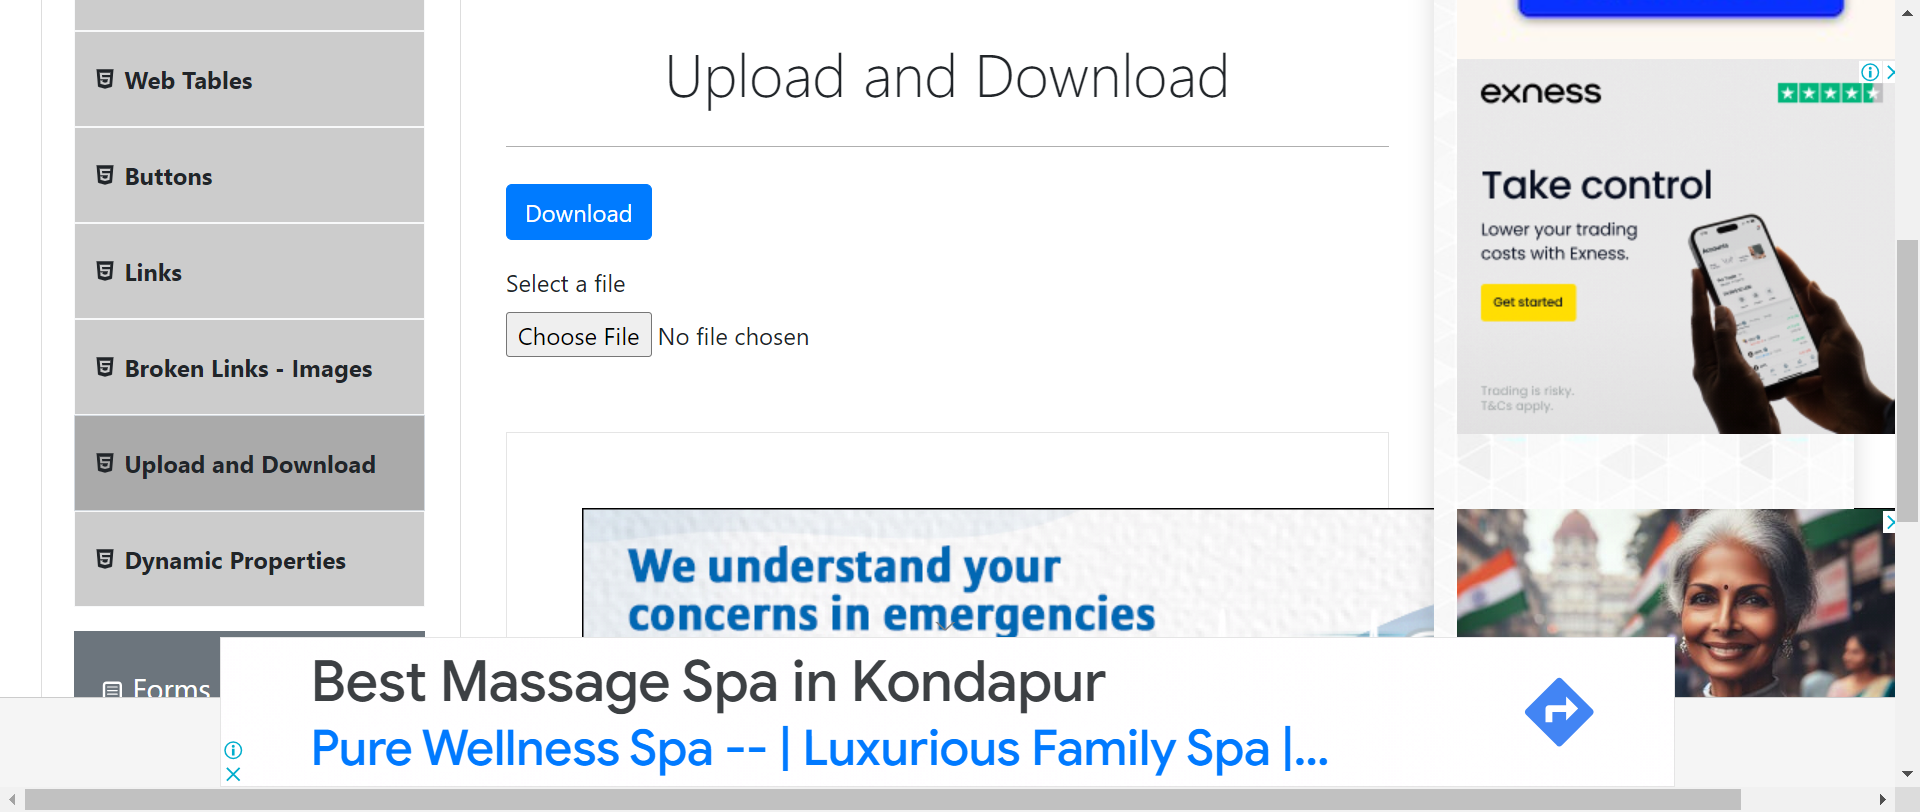 Web Tables
Buttons
Links
Broken Links - Images
Upload and Download
Dynamic Properties
Forms
Upload and Download
Download
Select a file
Choose File No file chosen
We understand your
concerns in emergencies
exness
Take control
Lower your trading
costs with Exness.
Get started
Trading is risky.
T&Cs apply.
Best Massage Spa in Kondapur
Pure Wellness Spa -- | Luxurious Family Spa |...